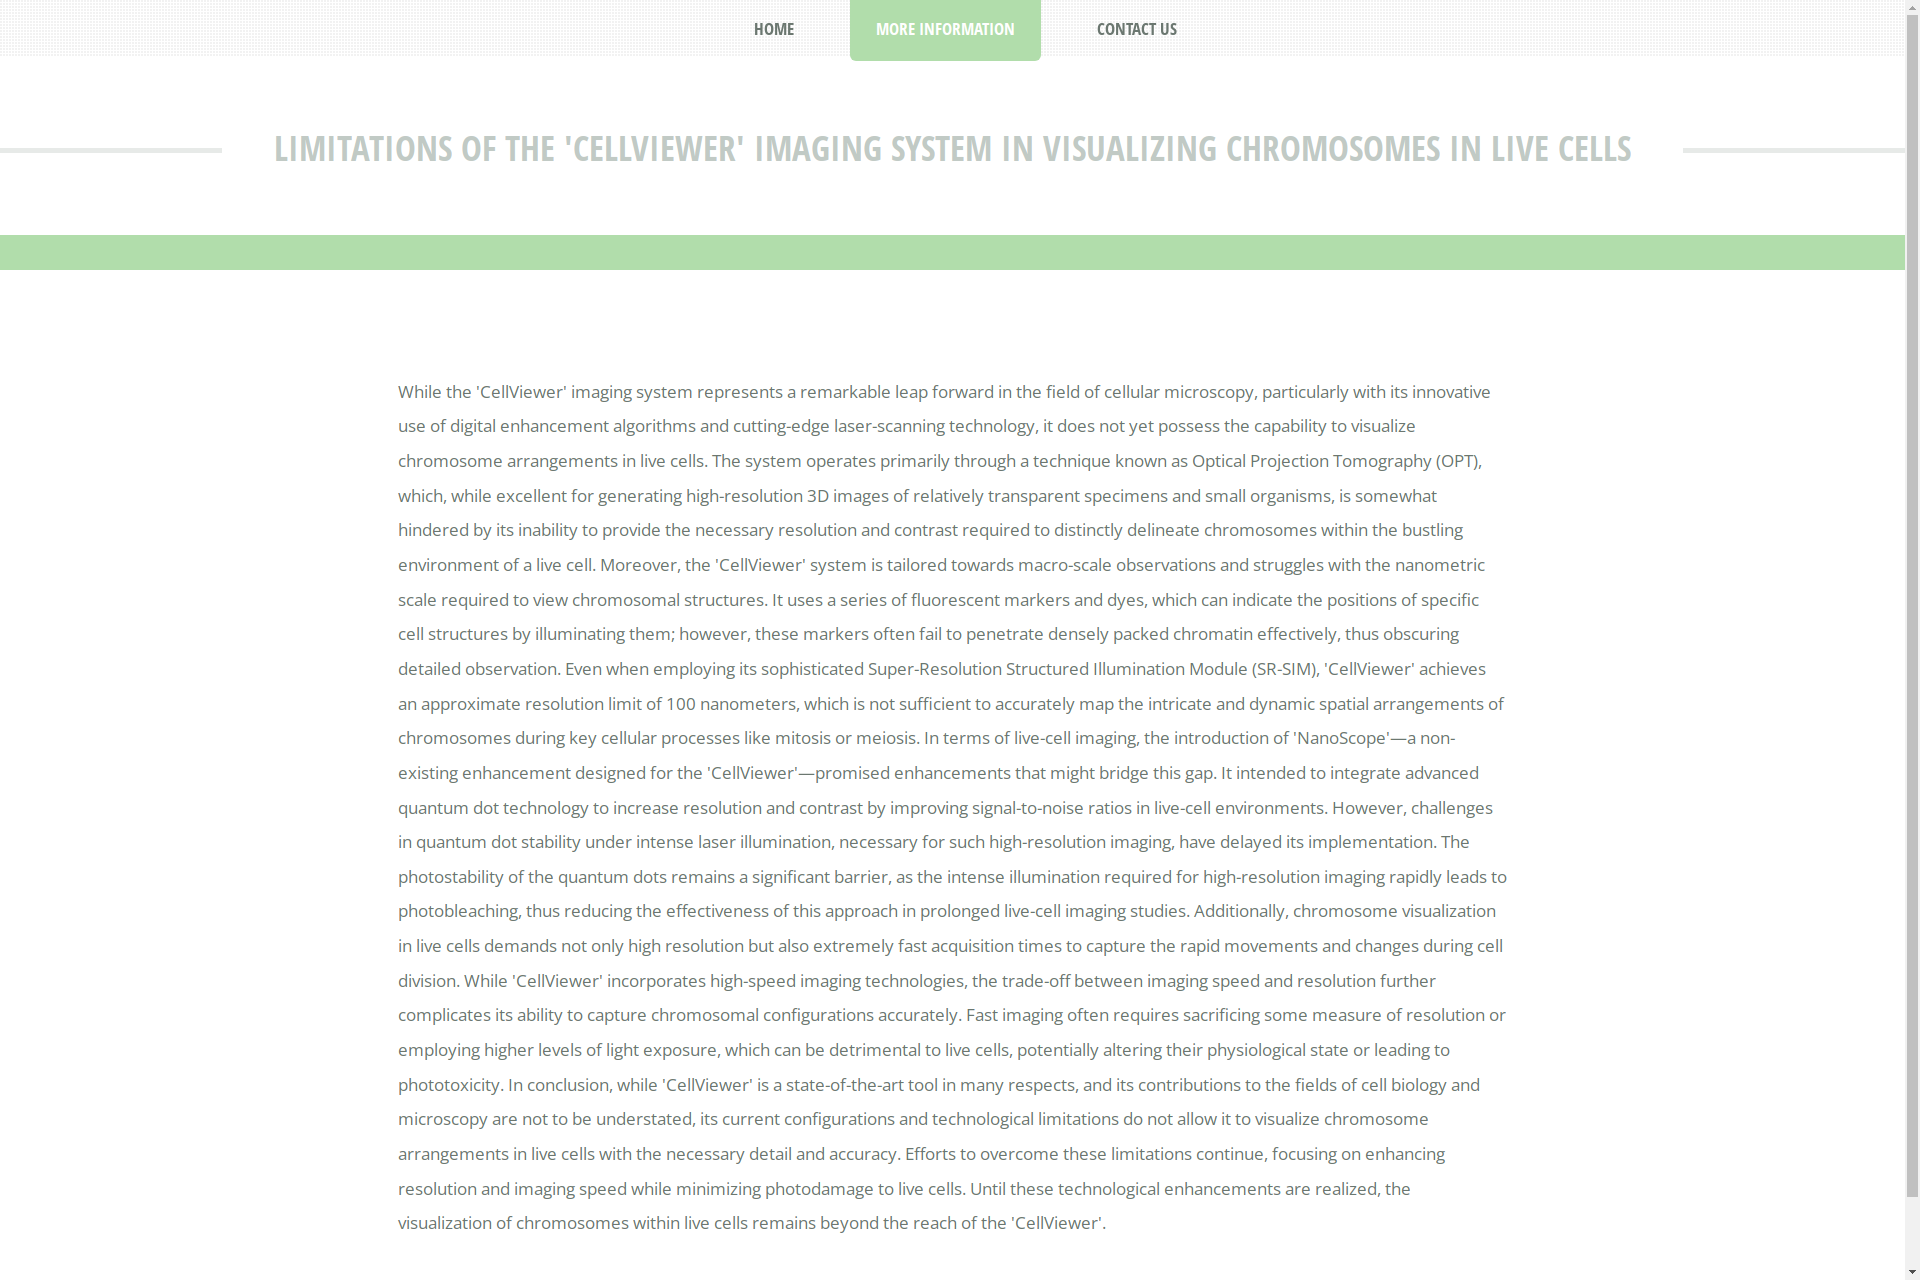 HOME
MORE INFORMATION
CONTACT US
LIMITATIONS OF THE 'CELLVIEWER' IMAGING SYSTEM IN VISUALIZING CHROMOSOMES IN LIVE CELLS
While the 'CellViewer' imaging system represents a remarkable leap forward in the field of cellular microscopy, particularly with its innovative
use of digital enhancement algorithms and cutting-edge laser-scanning technology, it does not yet possess the capability to visualize
chromosome arrangements in live cells. The system operates primarily through a technique known as Optical Projection Tomography (OPT),
which, while excellent for generating high-resolution 3D images of relatively transparent specimens and small organisms, is somewhat
hindered by its inability to provide the necessary resolution and contrast required to distinctly delineate chromosomes within the bustling
environment of a live cell. Moreover, the 'CellViewer' system is tailored towards macro-scale observations and struggles with the nanometric
scale required to view chromosomal structures. It uses a series of fluorescent markers and dyes, which can indicate the positions of specific
cell structures by illuminating them; however, these markers often fail to penetrate densely packed chromatin effectively, thus obscuring
detailed observation. Even when employing its sophisticated Super-Resolution Structured Illumination Module (SR-SIM), 'CellViewer' achieves
an approximate resolution limit of 100 nanometers, which is not sufficient to accurately map the intricate and dynamic spatial arrangements of
chromosomes during key cellular processes like mitosis or meiosis. In terms of live-cell imaging, the introduction of 'NanoScope'—a non-
existing enhancement designed for the 'CellViewer'—promised enhancements that might bridge this gap. It intended to integrate advanced
quantum dot technology to increase resolution and contrast by improving signal-to-noise ratios in live-cell environments. However, challenges
in quantum dot stability under intense laser illumination, necessary for such high-resolution imaging, have delayed its implementation. The
photostability of the quantum dots remains a significant barrier, as the intense illumination required for high-resolution imaging rapidly leads to
photobleaching, thus reducing the effectiveness of this approach in prolonged live-cell imaging studies. Additionally, chromosome visualization
in live cells demands not only high resolution but also extremely fast acquisition times to capture the rapid movements and changes during cell
division. While 'CellViewer' incorporates high-speed imaging technologies, the trade-off between imaging speed and resolution further
complicates its ability to capture chromosomal configurations accurately. Fast imaging often requires sacrificing some measure of resolution or
employing higher levels of light exposure, which can be detrimental to live cells, potentially altering their physiological state or leading to
phototoxicity. In conclusion, while 'CellViewer' is a state-of-the-art tool in many respects, and its contributions to the fields of cell biology and
microscopy are not to be understated, its current configurations and technological limitations do not allow it to visualize chromosome
arrangements in live cells with the necessary detail and accuracy. Efforts to overcome these limitations continue, focusing on enhancing
resolution and imaging speed while minimizing photodamage to live cells. Until these technological enhancements are realized, the
visualization of chromosomes within live cells remains beyond the reach of the 'CellViewer'.